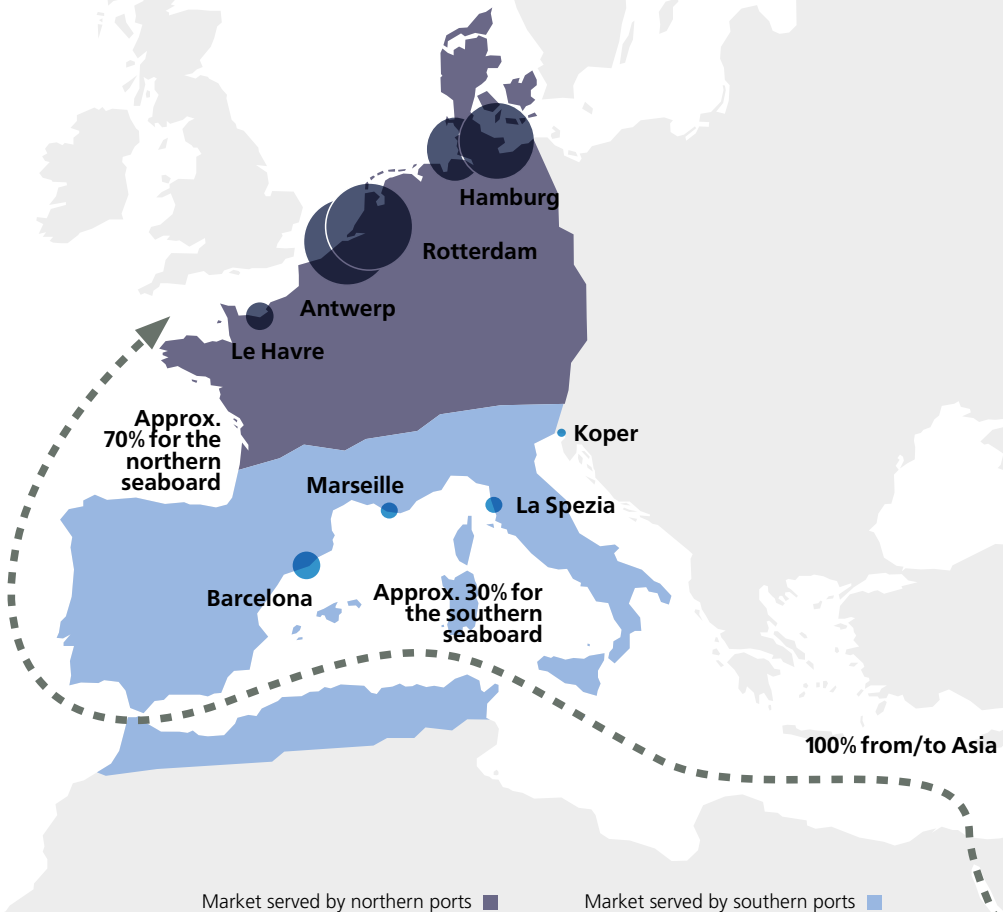 Hamburg
Rotterdam
Antwerp
Le Havre
Approx.
70% for the
northern
seaboard
Koper
Marseille
La Spezia
Barcelona
Approx. 30% for
the southern
seaboard
100% from/to Asia
Market served by northern ports
Market served by southern ports